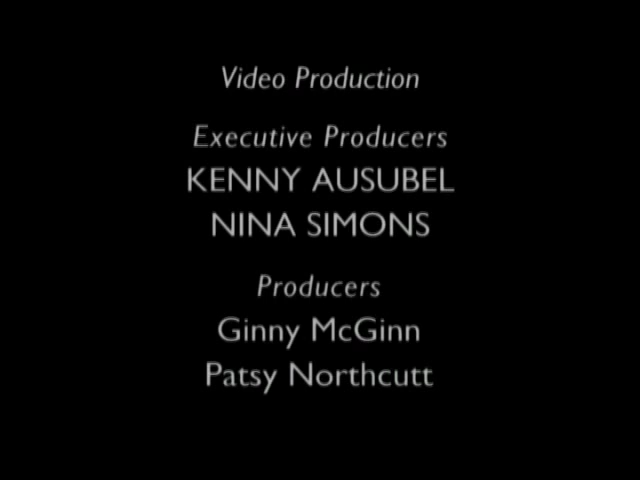 Video Production
Executive Producers
KENNY AUSUBEL
NINA SIMONS
Producers
Ginny McGinn
Patsy Northcutt